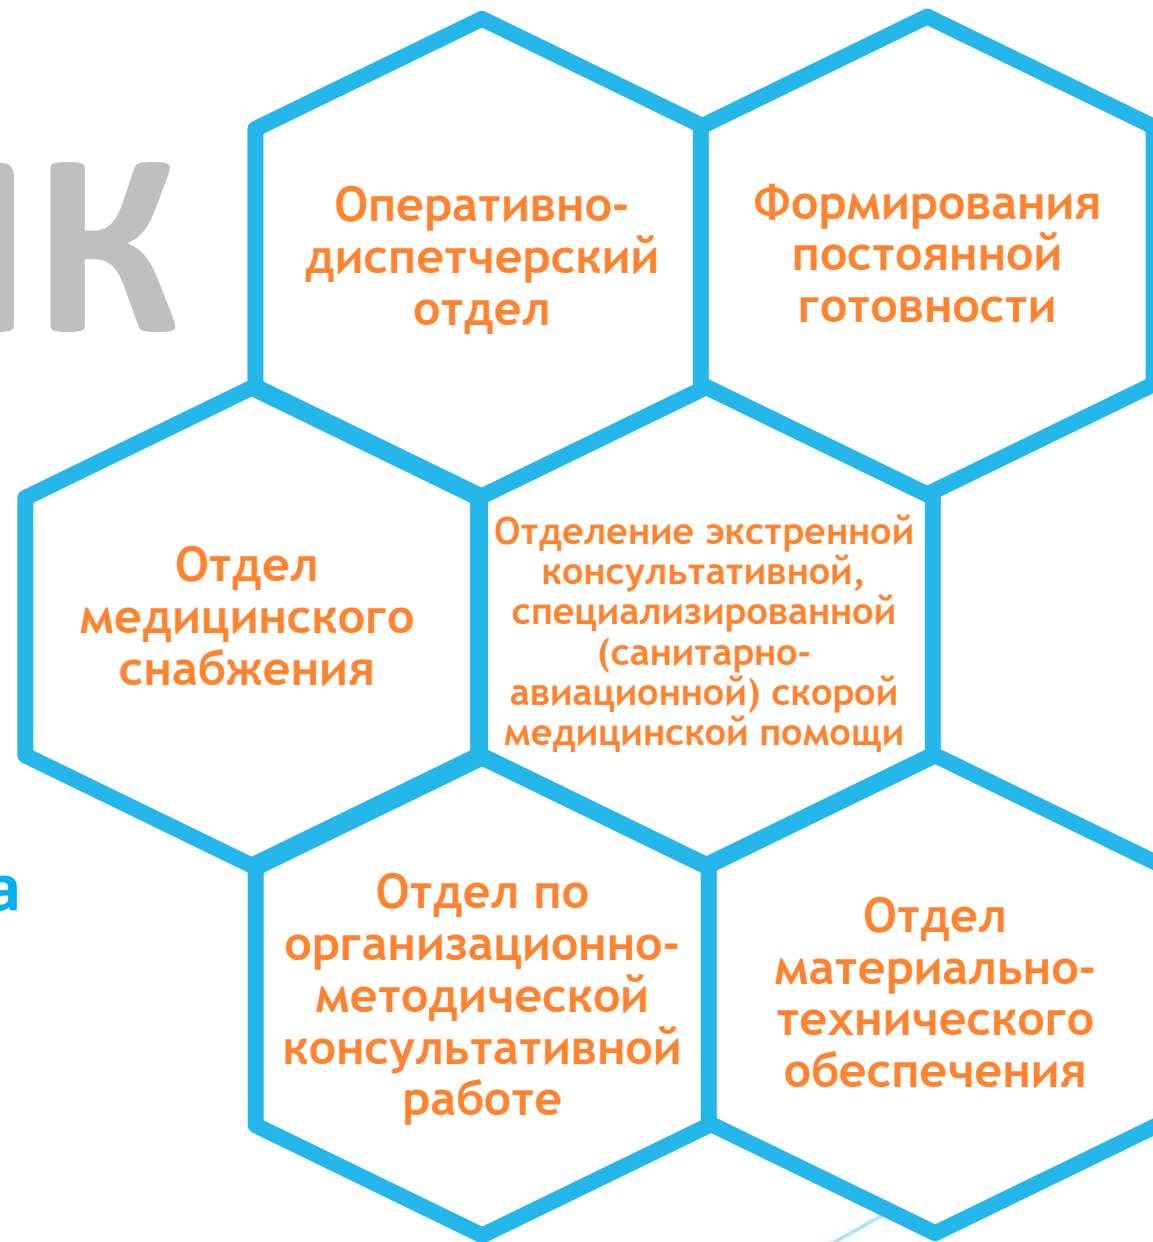 Оперативно-
диспетчерский
отдел
Формирования
постоянной
готовности
Отдел
медицинского
снабжения
Отделение экстренной
консультативной,
специализированной
(санитарно-
авиационной) скорой
медицинской помощи
Отдел по
организационно-
методической
консультативной
работе
Отдел
материально-
технического
обеспечения